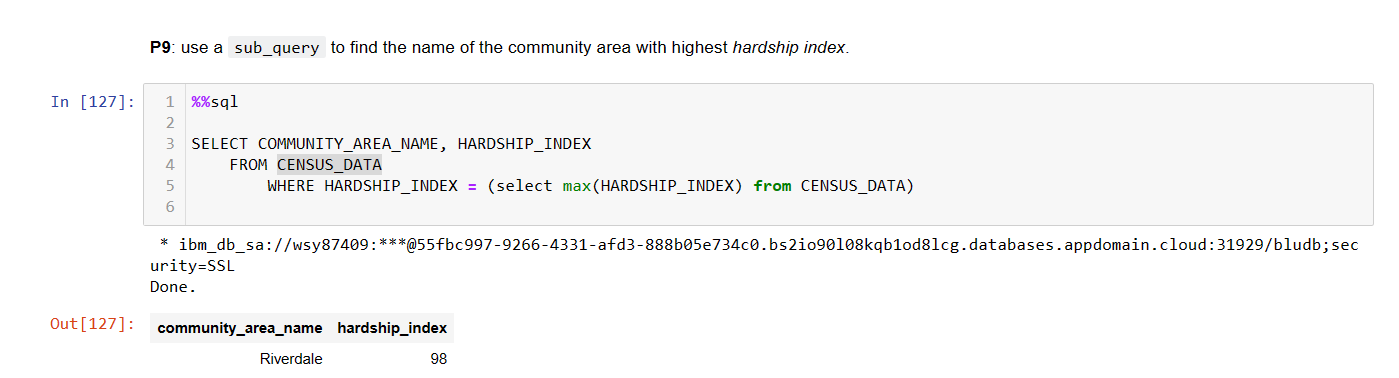 P9: use a sub_query to find the name of the community area with highest hardship index.
In [127]:
1 %%sql
2
3 SELECT COMMUNITY_AREA_NAME, HARDSHIP_INDEX
4 FROM CENSUS_DATA
5 WHERE HARDSHIP_INDEX = (select max(HARDSHIP_INDEX) from CENSUS_DATA)
6
* ibm_db_sa://wsy87409:***@55fbc997-9266-4331-afd3-888b05e734c0.bs2io90l08kqb1od8lcg.databases.appdomain.cloud:31929/bludb;sec
urity=SSL
Done.
Out[127]:
community_area_name hardship_index
Riverdale 98